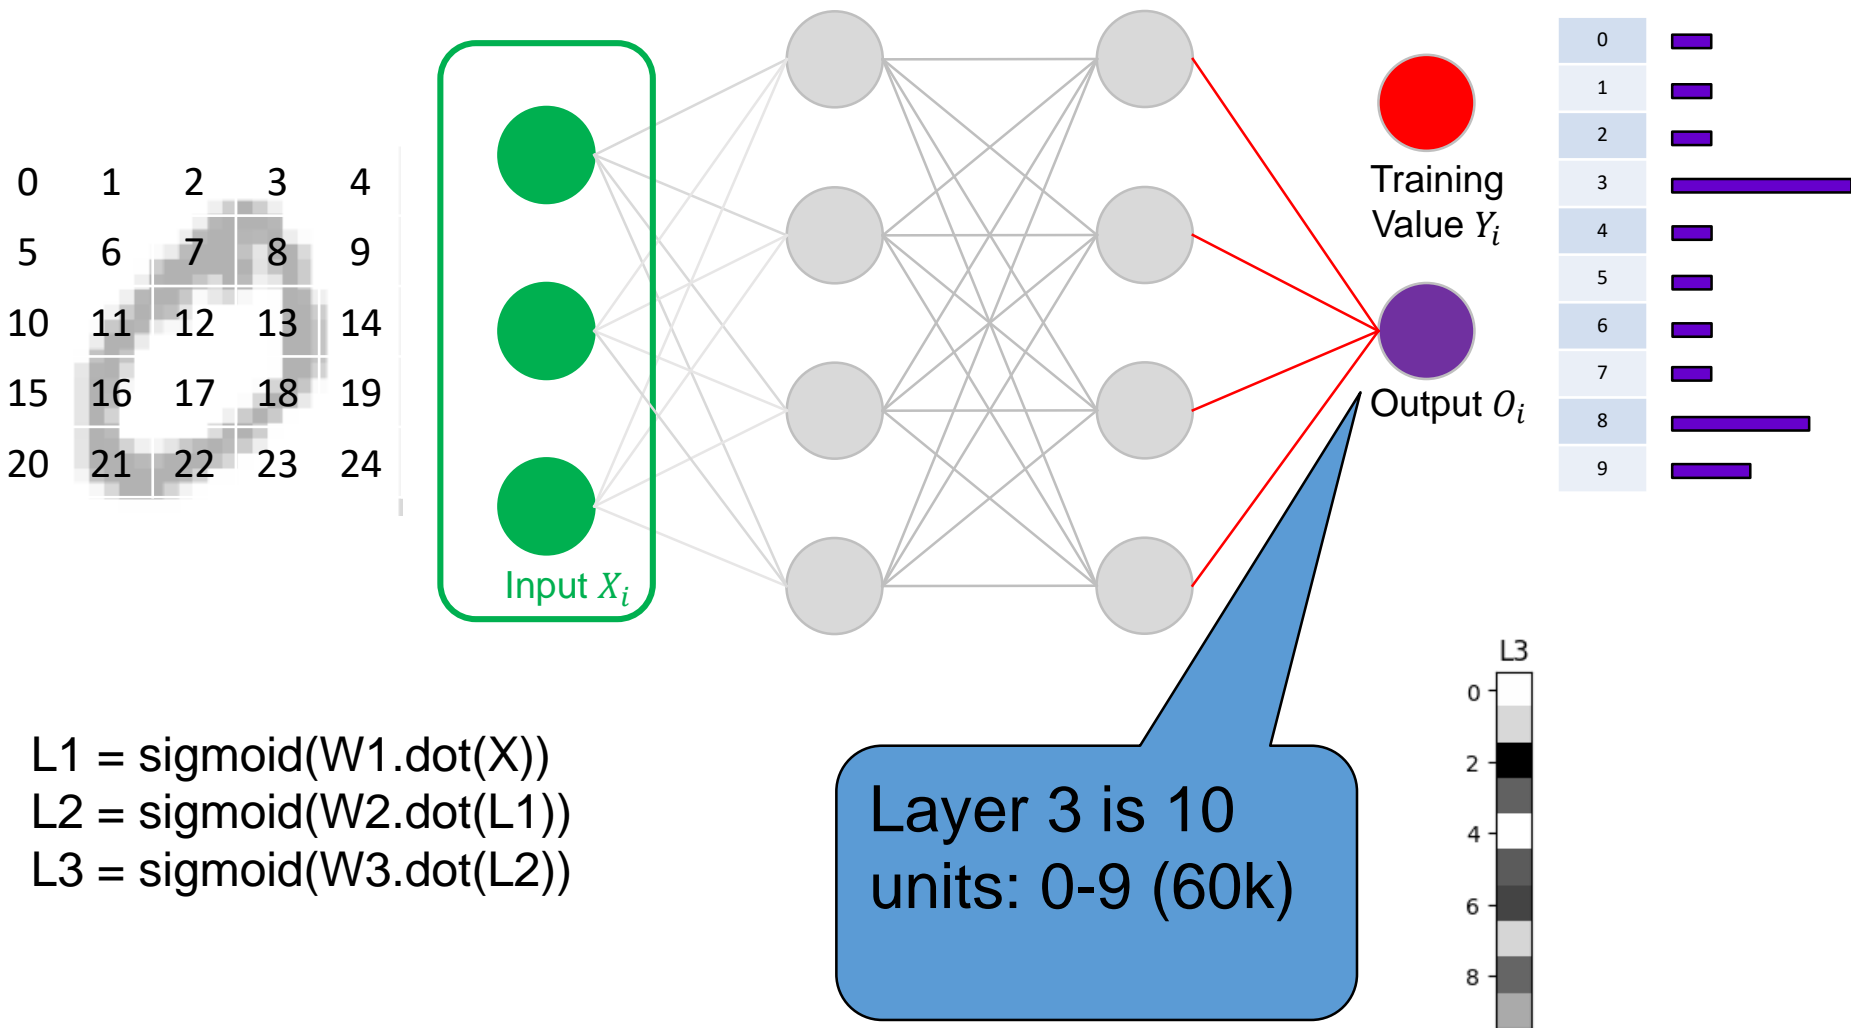 0 1 2 3 4
5 6 7 8 9
10 11 12 13 14
15 16 17 18 19
20 21 22 23 24
Input Xᵢ
Training
Value Yᵢ
Output Oᵢ
0
1
2
3
4
5
6
7
8
9
L1 = sigmoid(W1.dot(X))
L2 = sigmoid(W2.dot(L1))
L3 = sigmoid(W3.dot(L2))
Layer 3 is 10
units: 0-9 (60k)
L3
0
2
4
6
8